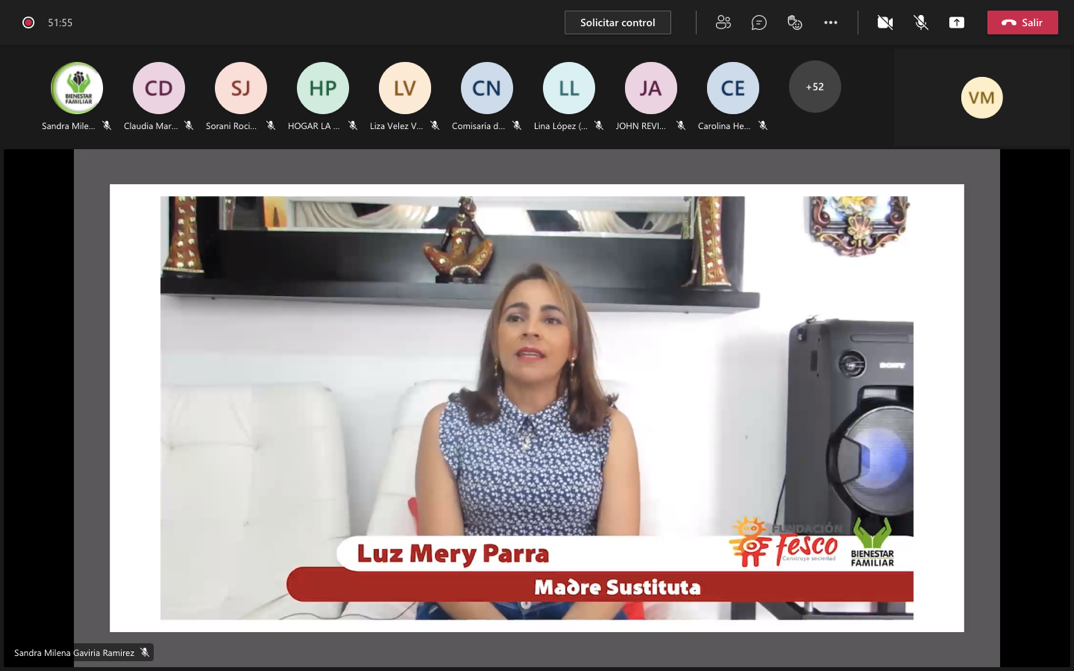 51:55
Solicitar control
Salir
BIENESTAR
FAMILIAR
CD
SJ
HP
LV
CN
LL
JA
CE
+52
VM
Sandra Mile...
Claudia Mar...
Sorani Roci...
HOGAR LA ...
Liza Velez V...
Comisaria d...
Lina López (...
JOHN REVI...
Carolina He...
SONY
Luz Mery Parra
Madre Sustituta
FUNDACIÓN
fesco
Construye sociedad
BIENESTAR
FAMILIAR
Sandra Milena Gaviria Ramirez